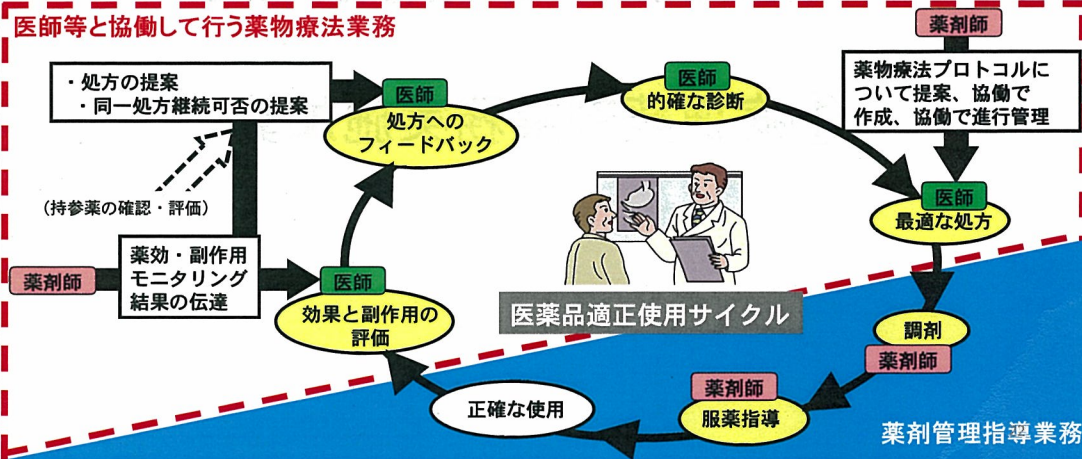 医師等と協働して行う薬物療法業務
薬剤師
・処方の提案
・同一処方継続可否の提案
医師
処方への
フィードバック
医師
的確な診断
薬物療法プロトコルに
ついて提案、協働で
作成、協働で進行管理
医師
最適な処方
(持参薬の確認・評価)
薬剤師
薬効・副作用
モニタリング
結果の伝達
医師
効果と副作用の
評価
医薬品適正使用サイクル
調剤
薬剤師
薬剤師
服薬指導
正確な使用
薬剤管理指導業務